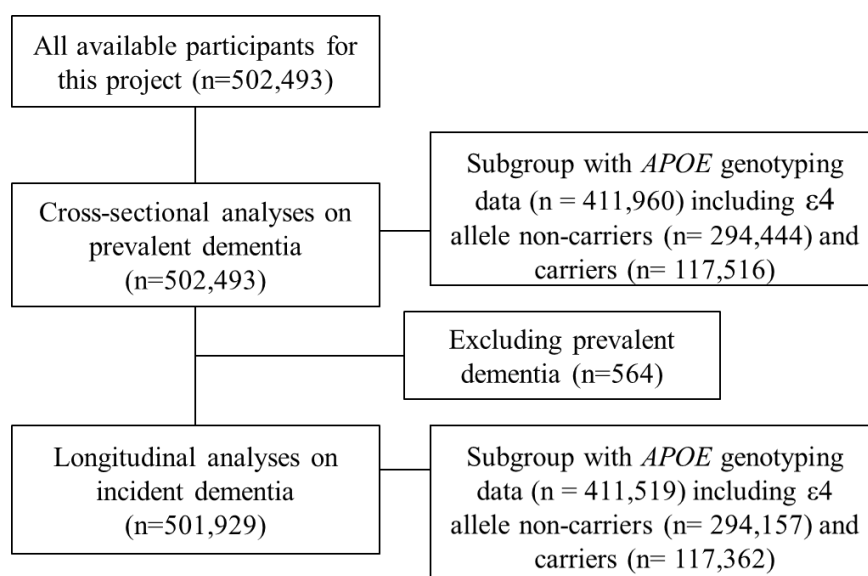 All available participants for
this project (n=502,493)
Cross-sectional analyses on
prevalent dementia
(n=502,493)
Subgroup with APOE genotyping
data (n = 411,960) including ε4
allele non-carriers (n= 294,444) and
carriers (n= 117,516)
Excluding prevalent
dementia (n=564)
Longitudinal analyses on
incident dementia
(n=501,929)
Subgroup with APOE genotyping
data (n = 411,519) including ε4
allele non-carriers (n= 294,157) and
carriers (n= 117,362)